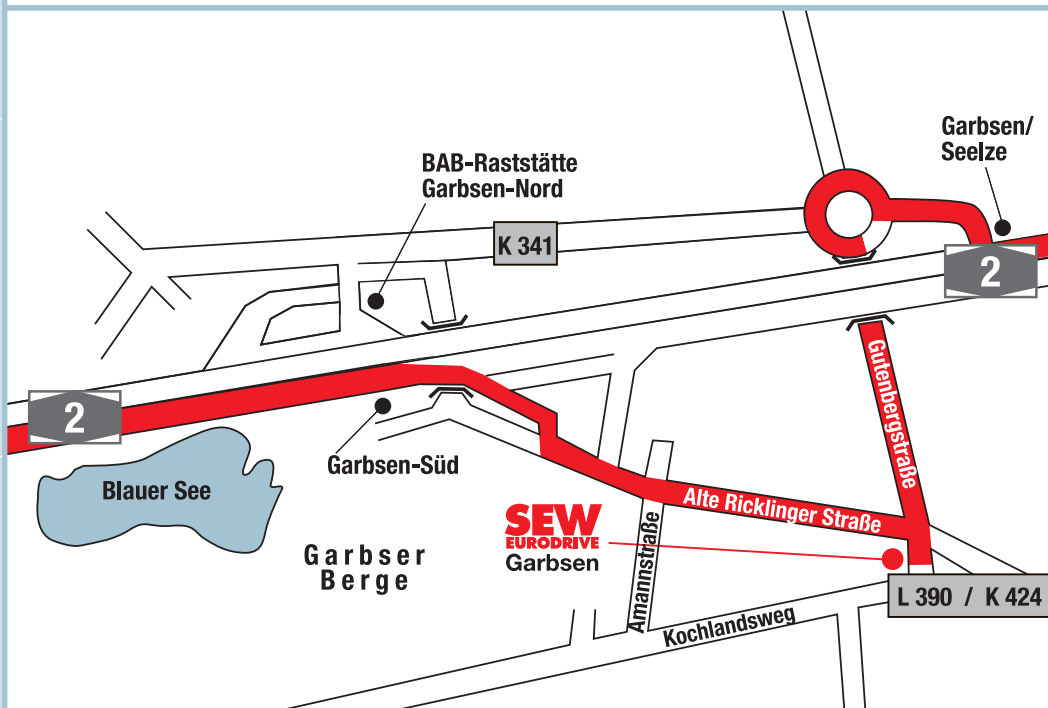 Garbsen/
Seelze
BAB-Raststätte
Garbsen-Nord
K 341
2
Gutenbergstraße
2
Garbsen-Süd
Blauer See
Alte Ricklinger Straße
SEW
EURODRIVE
Garbsen
Garbser
Berge
Amannstraße
L 390 / K 424
Kochlandsweg